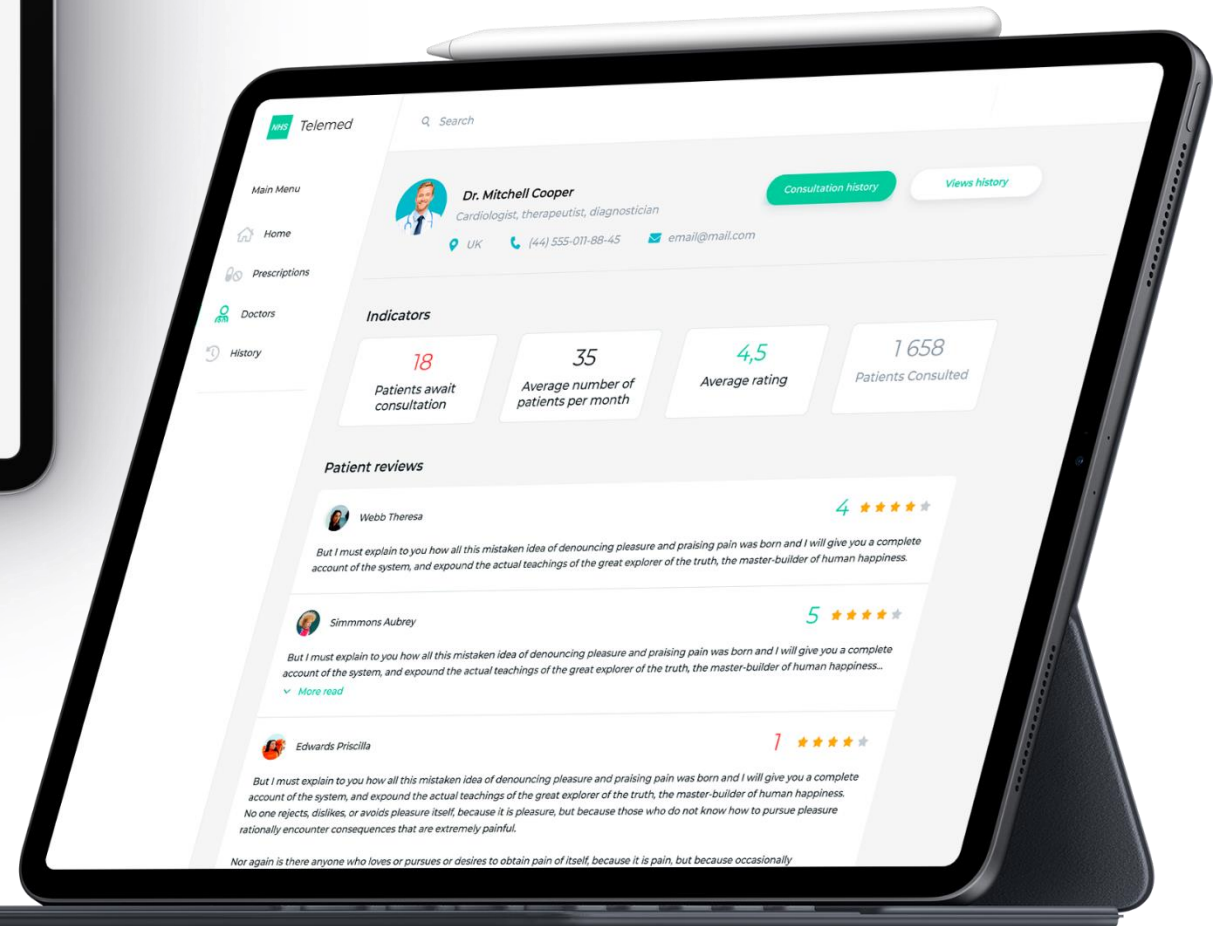 NHS Telemed
Search
Main Menu
Home
Prescriptions
Doctors
History
Dr. Mitchell Cooper
Cardiologist, therapeutist, diagnostician
UK (44) 555-011-88-45 email@mail.com
Consultation history
Views history
Indicators
18
Patients await
consultation
35
Average number of
patients per month
4,5
Average rating
1 658
Patients Consulted
Patient reviews
Webb Theresa
4
But I must explain to you how all this mistaken idea of denouncing pleasure and praising pain was born and I will give you a complete
account of the system, and expound the actual teachings of the great explorer of the truth, the master-builder of human happiness.
Simmmons Aubrey
5
But I must explain to you how all this mistaken idea of denouncing pleasure and praising pain was born and I will give you a complete
account of the system, and expound the actual teachings of the great explorer of the truth, the master-builder of human happiness...
More read
Edwards Priscilla
1
But I must explain to you how all this mistaken idea of denouncing pleasure and praising pain was born and I will give you a complete
account of the system, and expound the actual teachings of the great explorer of the truth, the master-builder of human happiness.
No one rejects, dislikes, or avoids pleasure itself, because it is pleasure, but because those who do not know how to pursue pleasure
rationally encounter consequences that are extremely painful.
Nor again is there anyone who loves or pursues or desires to obtain pain of itself, because it is pain, but because occasionally